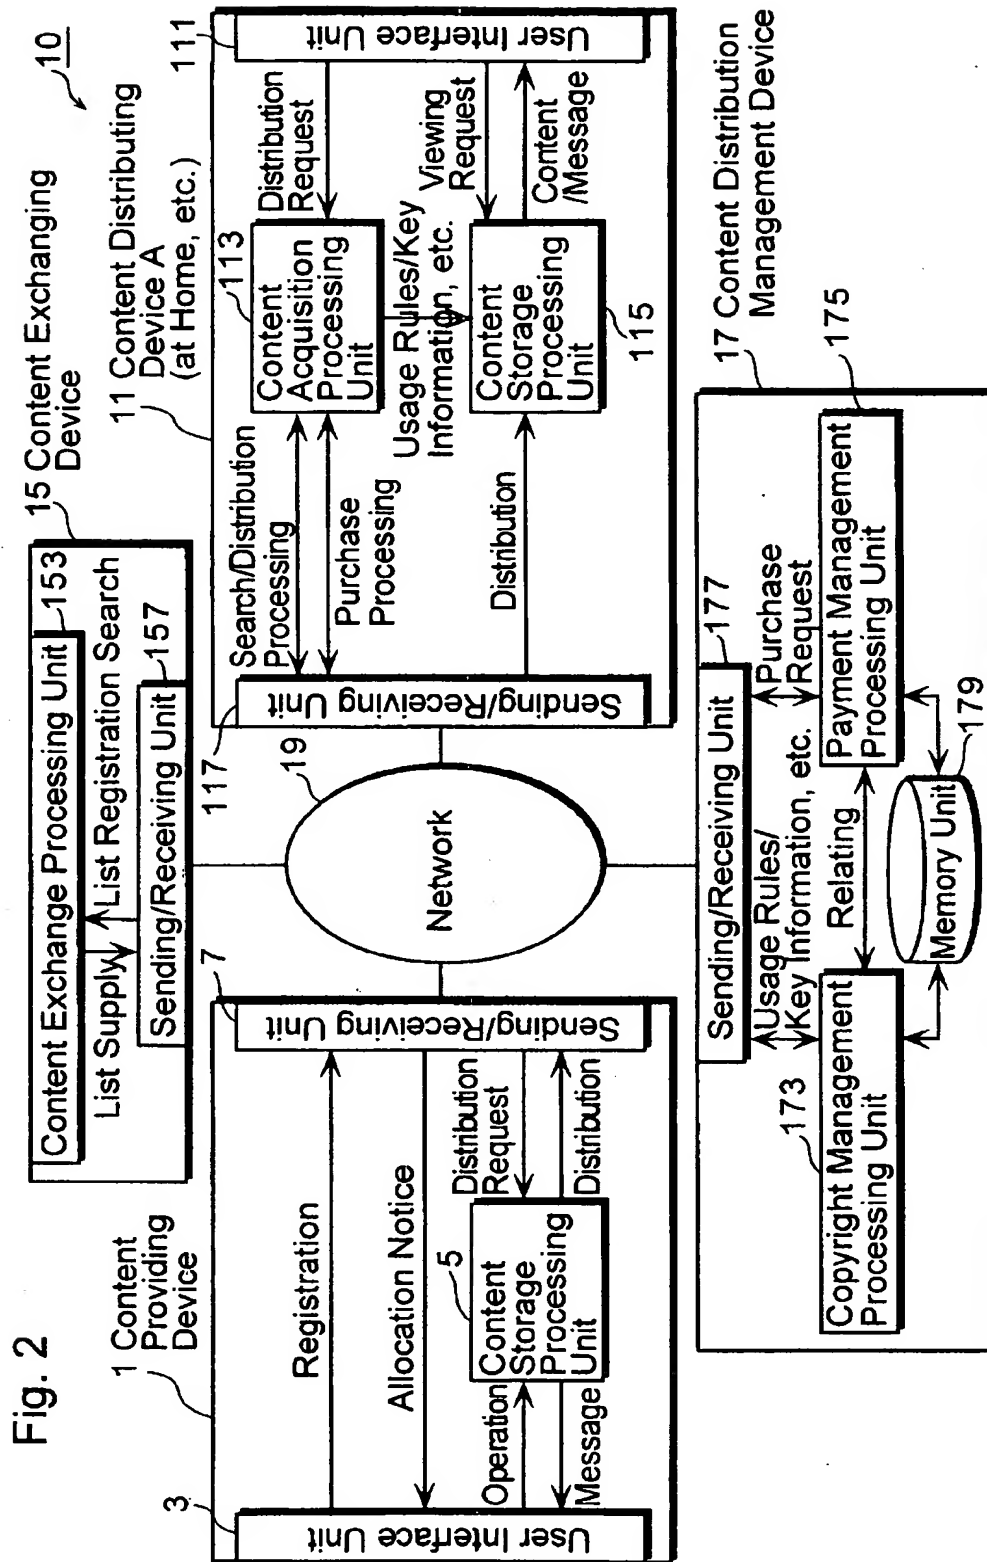 Fig. 2
10
1 Content
Providing
Device
3
User Interface Unit
Registration
Allocation Notice
Operation
Message
5
Content
Storage
Processing
Unit
Distribution
Request
Distribution
7
Sending/Receiving Unit
15 Content Exchanging
Device
Content Exchange Processing Unit
153
List Supply
List Registration Search
Sending/Receiving Unit
157
Network
19
11 Content Distributing
Device A
(at Home, etc.)
117
Sending/Receiving Unit
Search/Distribution
Processing
Purchase
Processing
Distribution
113
Content
Acquisition
Processing
Unit
Usage Rules/Key
Information, etc.
Content
Storage
Processing
Unit
115
Distribution
Request
Viewing
Request
Content
/Message
111
User Interface Unit
17 Content Distribution
Management Device
Sending/Receiving Unit
177
Usage Rules/
Key Information, etc.
Purchase
Request
173
Copyright Management
Processing Unit
Relating
175
Payment Management
Processing Unit
Memory Unit
179